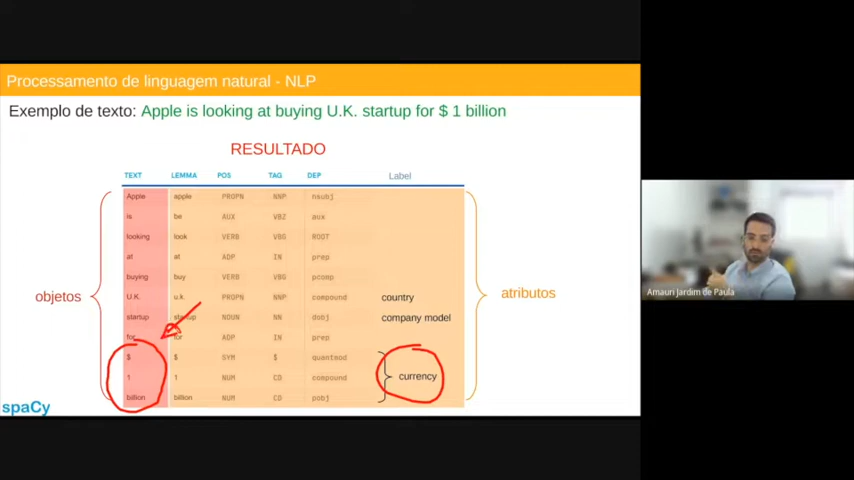 Processamento de linguagem natural - NLP
Exemplo de texto: Apple is looking at buying U.K. startup for $ 1 billion
RESULTADO
TEXT LEMMA POS TAG DEP Label
Apple apple PROPN NNP nsubj
is be AUX VBZ aux
looking look VERB VBG ROOT
at at ADP IN prep
buying buy VERB VBG pcomp
U.K. u.k. PROPN NNP compound country
startup startup NOUN NN dobj company model
for for ADP IN prep
$ $ SYM $ quantmod
1 1 NUM CD compound currency
billion billion NUM CD pobj
objetos
atributos
spaCy
Amauri Jardim de Paula